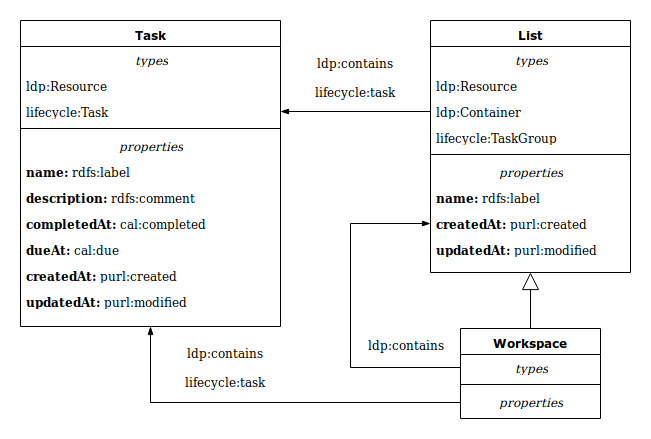 Task
types
ldp:Resource
lifecycle:Task
properties
name: rdfs:label
description: rdfs:comment
completedAt: cal:completed
dueAt: cal:due
createdAt: purl:created
updatedAt: purl:modified
ldp:contains
lifecycle:task
List
types
ldp:Resource
ldp:Container
lifecycle:TaskGroup
properties
name: rdfs:label
createdAt: purl:created
updatedAt: purl:modified
ldp:contains
ldp:contains
lifecycle:task
Workspace
types
properties